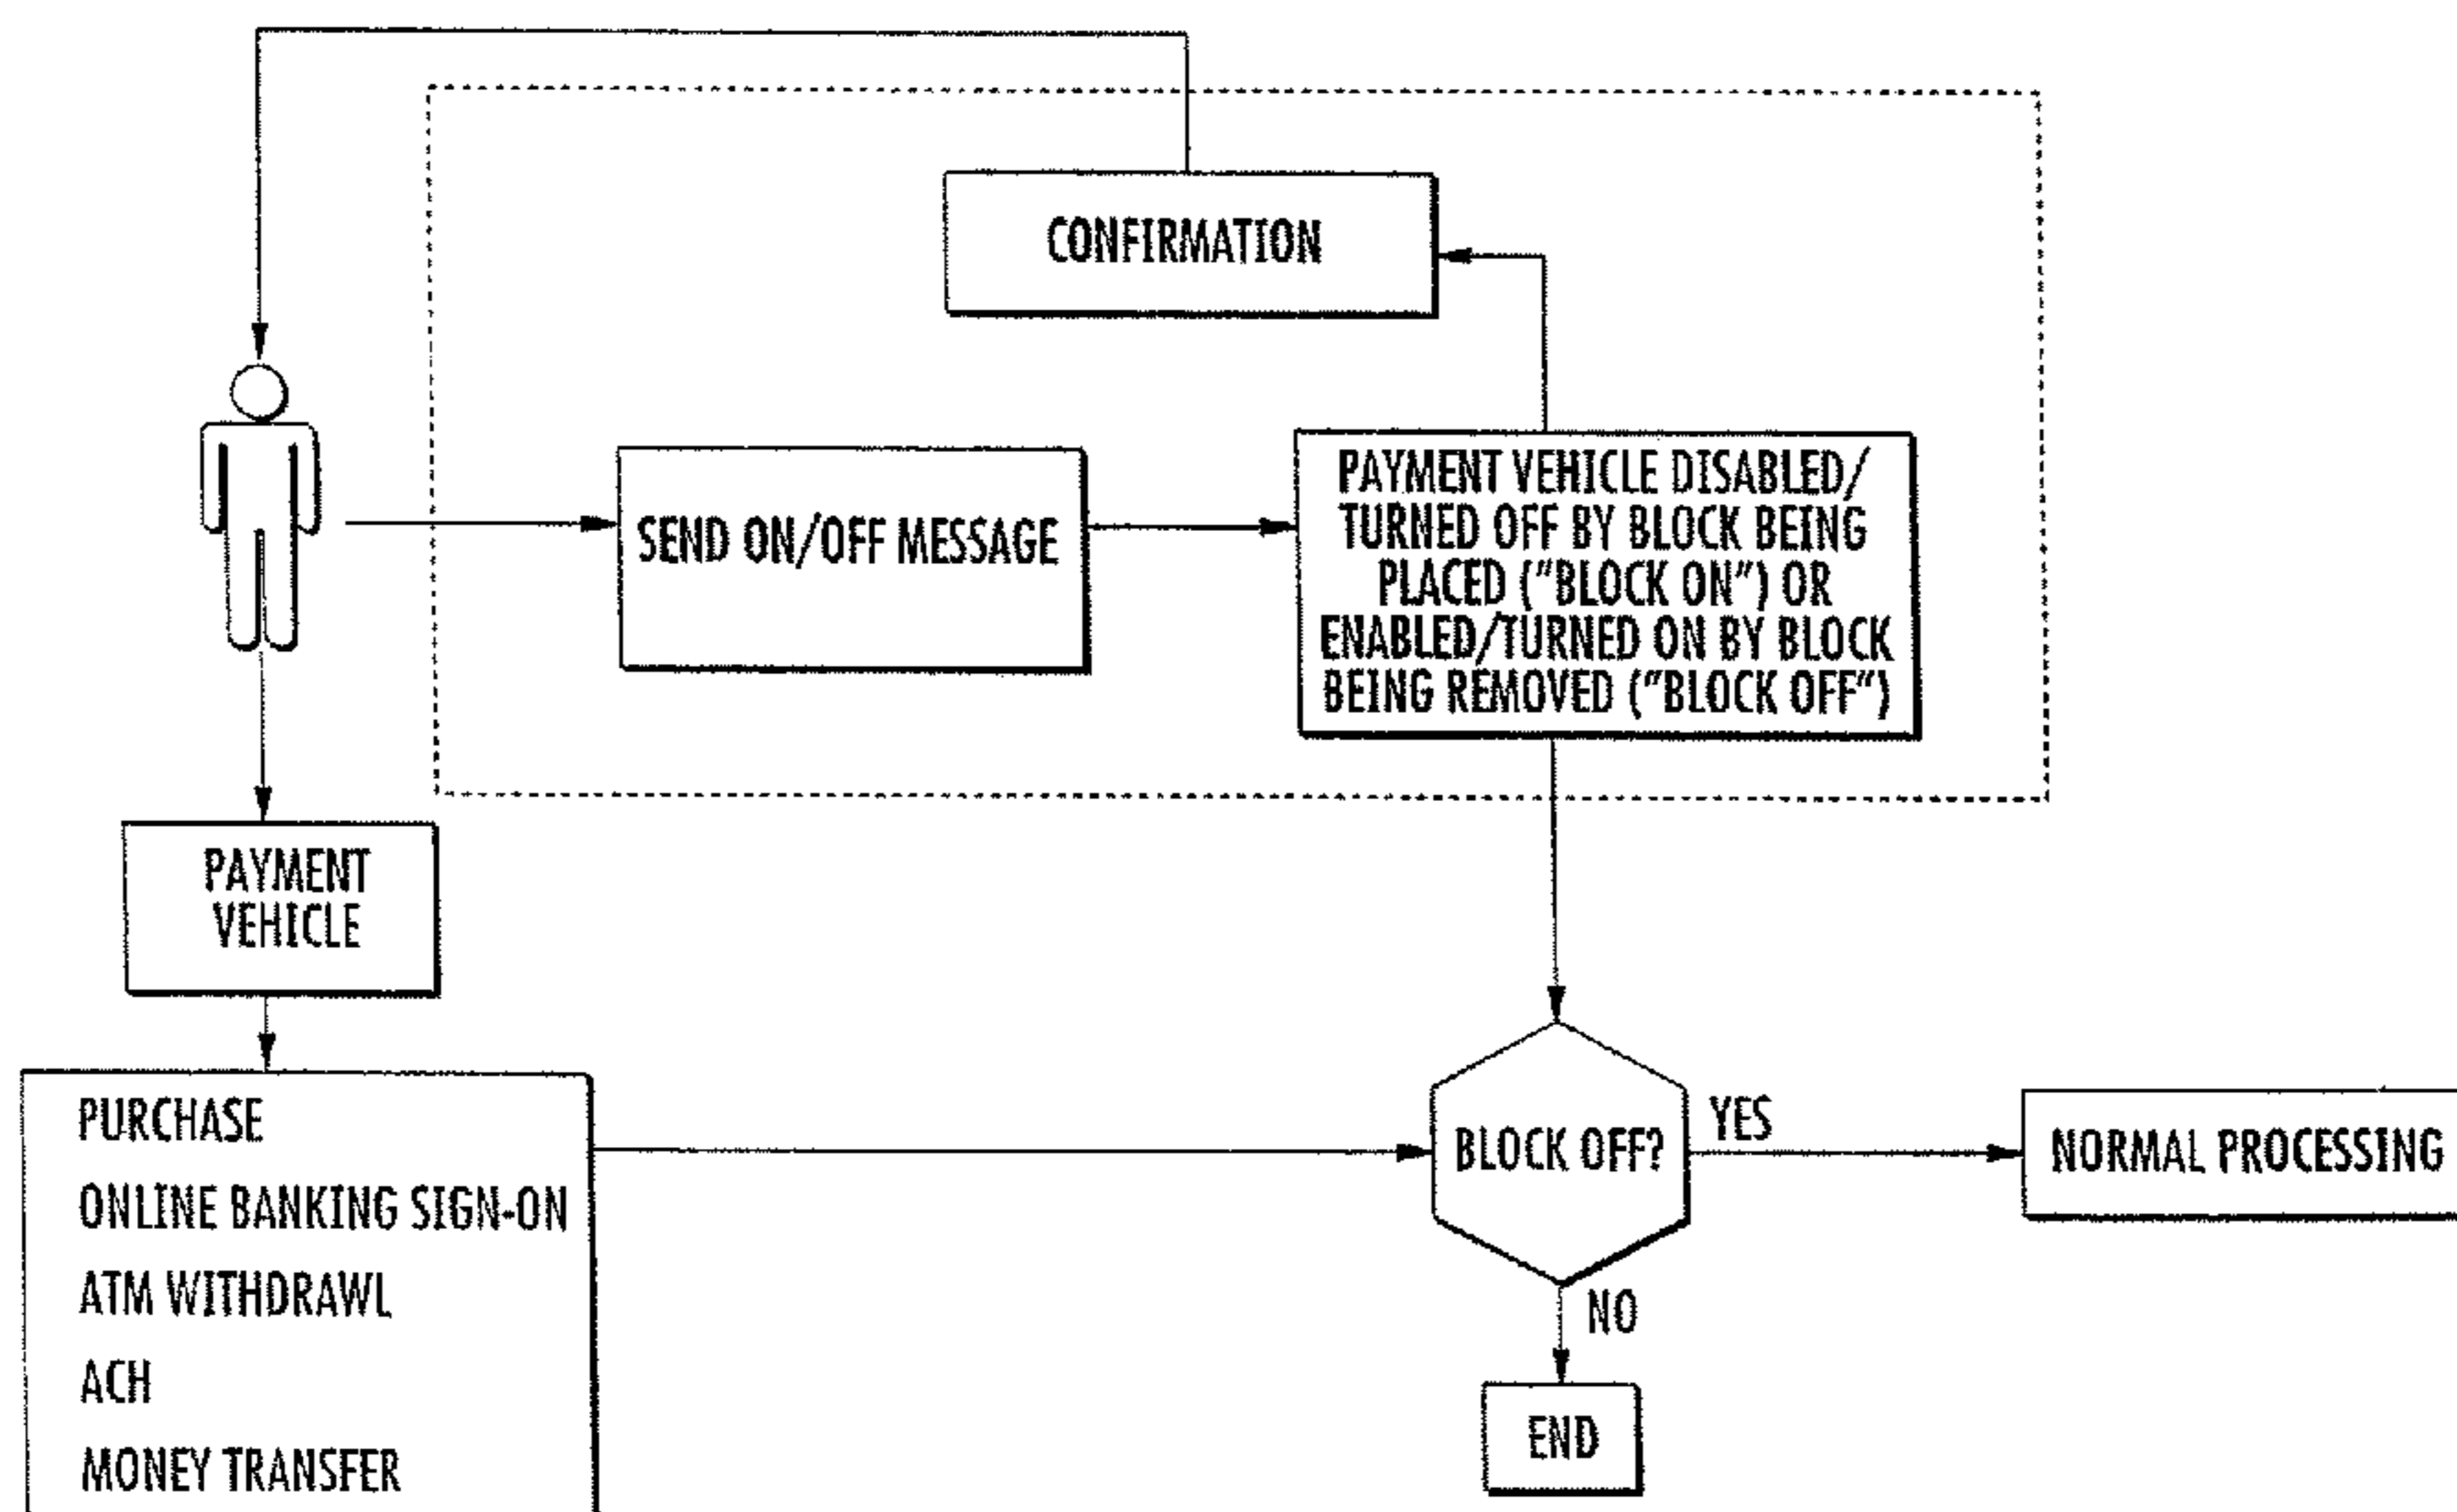 CONFIRMATION
SEND ON/OFF MESSAGE
PAYMENT VEHICLE DISABLED/
TURNED OFF BY BLOCK BEING
PLACED ("BLOCK ON") OR
ENABLED/TURNED ON BY BLOCK
BEING REMOVED ("BLOCK OFF")
PAYMENT
VEHICLE
PURCHASE
ONLINE BANKING SIGN-ON
ATM WITHDRAWL
ACH
MONEY TRANSFER
BLOCK OFF?
YES
NORMAL PROCESSING
NO
END